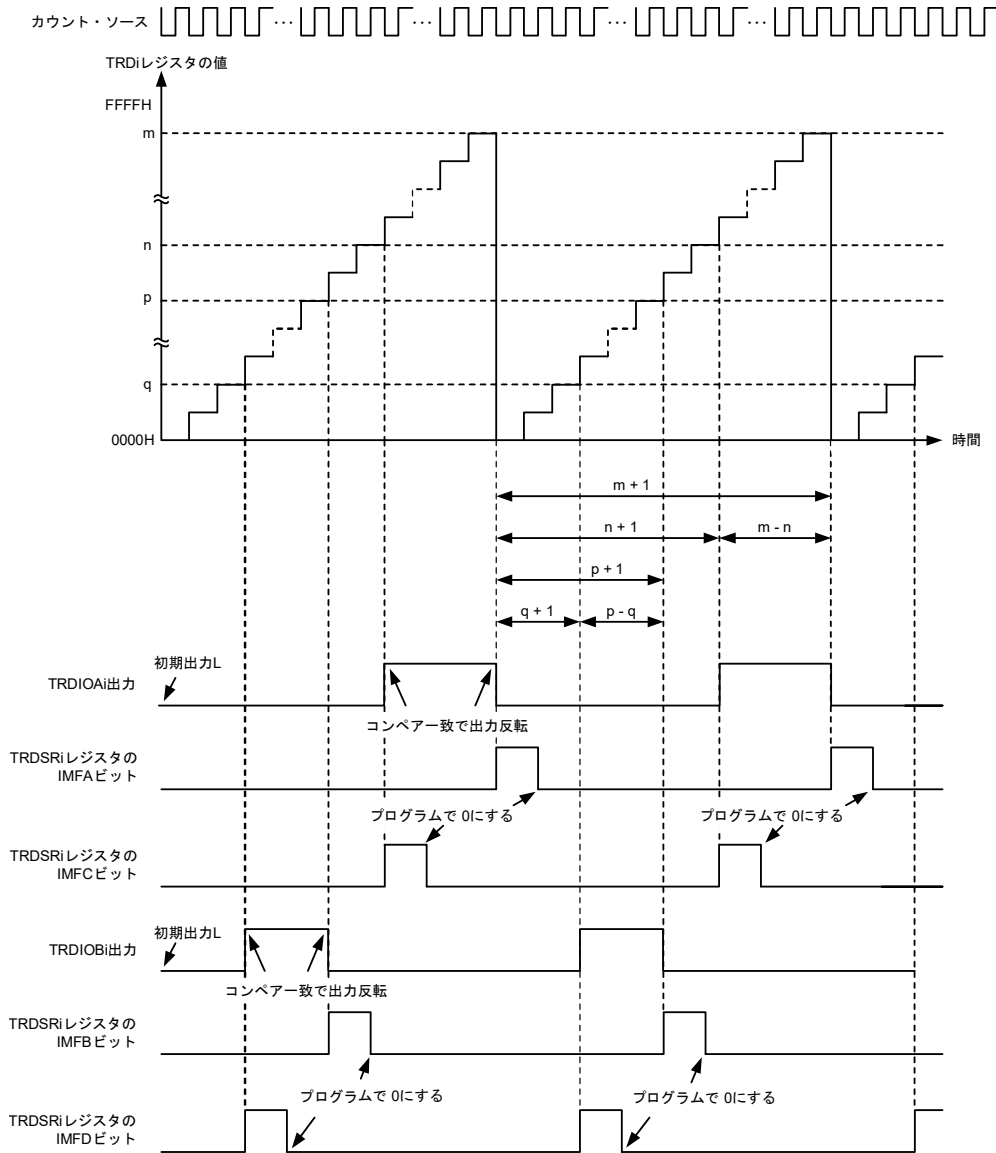 カウント・ソース
TRDiレジスタの値
FFFFH
m
n
p
q
0000H
時間
m + 1
n + 1
m - n
p + 1
q + 1
p - q
初期出力L
TRDIOAi出力
コンペア一致で出力反転
TRDSRiレジスタの
IMFAビット
プログラムで 0にする
プログラムで 0にする
TRDSRiレジスタの
IMFCビット
初期出力L
TRDIOBi出力
コンペア一致で出力反転
TRDSRiレジスタの
IMFBビット
プログラムで 0にする
プログラムで 0にする
TRDSRiレジスタの
IMFDビット